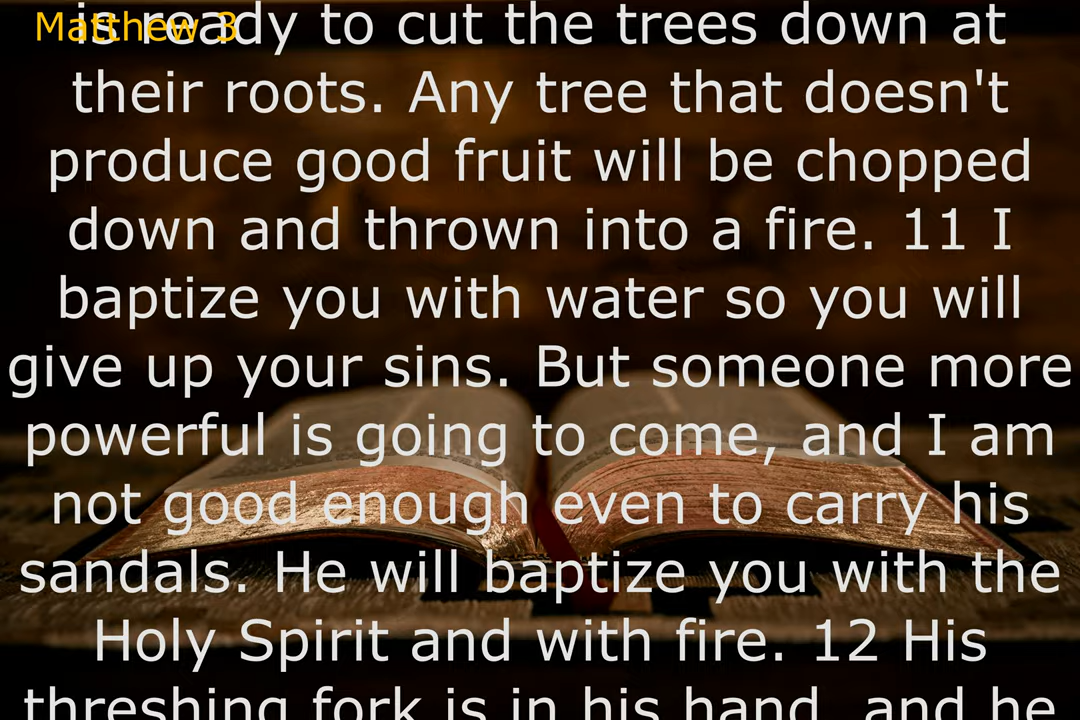 Matthew 3
is ready to cut the trees down at
their roots. Any tree that doesn't
produce good fruit will be chopped
down and thrown into a fire. 11 I
baptize you with water so you will
give up your sins. But someone more
powerful is going to come, and I am
not good enough even to carry his
sandals. He will baptize you with the
Holy Spirit and with fire. 12 His
threshing fork is in his hand, and he